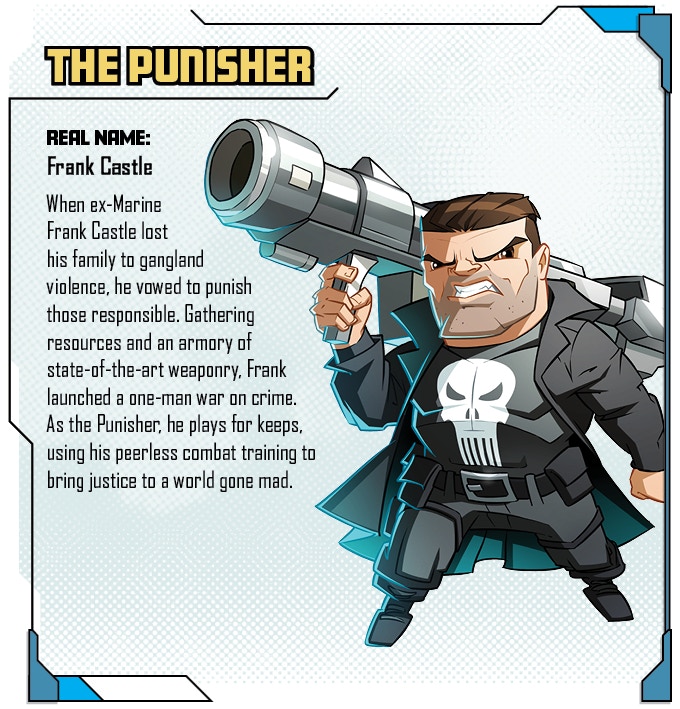 THE PUNISHER
REAL NAME:
Frank Castle
When ex-Marine
Frank Castle lost
his family to gangland
violence, he vowed to punish
those responsible. Gathering
resources and an armory of
state-of-the-art weaponry, Frank
launched a one-man war on crime.
As the Punisher, he plays for keeps,
using his peerless combat training to
bring justice to a world gone mad.